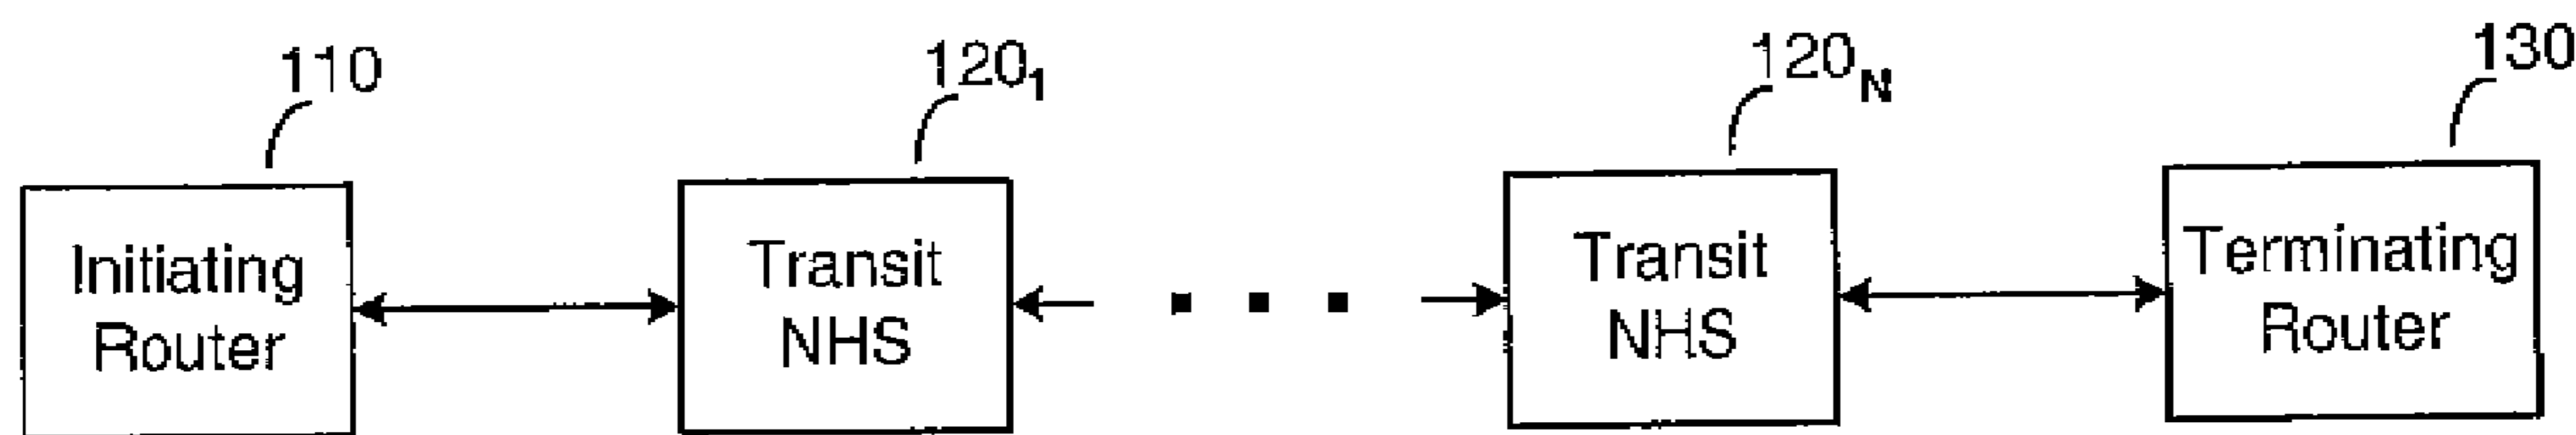 110
120₁
120N
130
Initiating
Router
Transit
NHS
Transit
NHS
Terminating
Router